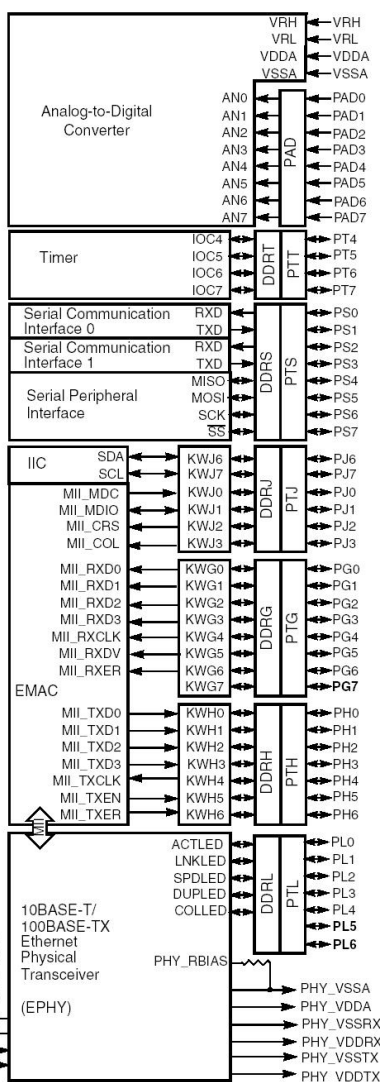 VRH VRH
VRL VRL
VDDA VDDA
VSSA VSSA
Analog-to-Digital
Converter
AN0 PAD0
AN1 PAD1
AN2 PAD2
AN3 PAD3
AN4 PAD4
AN5 PAD5
AN6 PAD6
AN7 PAD7
PAD
Timer
IOC4 PT4
IOC5 PT5
IOC6 PT6
IOC7 PT7
DDRT PTT
Serial Communication
Interface 0
RXD PS0
TXD PS1
Serial Communication
Interface 1
RXD PS2
TXD PS3
Serial Peripheral
Interface
MISO PS4
MOSI PS5
SCK PS6
SS PS7
DDRS PTS
IIC
SDA KWJ6 PJ6
SCL KWJ7 PJ7
MII_MDC KWJ0 PJ0
MII_MDIO KWJ1 PJ1
MII_CRS KWJ2 PJ2
MII_COL KWJ3 PJ3
DDRJ PTJ
MII_RXD0 KWG0 PG0
MII_RXD1 KWG1 PG1
MII_RXD2 KWG2 PG2
MII_RXD3 KWG3 PG3
MII_RXCLK KWG4 PG4
MII_RXDV KWG5 PG5
MII_RXER KWG6 PG6
KWG7 PG7
DDRG PTG
EMAC
MII_TXD0 KWH0 PH0
MII_TXD1 KWH1 PH1
MII_TXD2 KWH2 PH2
MII_TXD3 KWH3 PH3
MII_TXCLK KWH4 PH4
MII_TXEN KWH5 PH5
MII_TXER KWH6 PH6
DDRH PTH
MII
ACTLED PL0
LNKLED PL1
SPDLED PL2
DUPLED PL3
COLLED PL4
PL5
PL6
DDRL PTL
10BASE-T/
100BASE-TX
Ethernet
Physical
Transceiver
(EPHY)
PHY_RBIAS
PHY_VSSA
PHY_VDDA
PHY_VSSRX
PHY_VDDRX
PHY_VSSTX
PHY_VDDTX